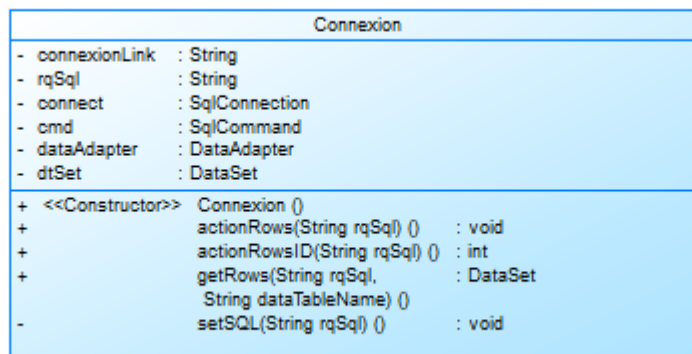 Connexion
- connexionLink : String
- rqSql : String
- connect : SqlConnection
- cmd : SqlCommand
- dataAdapter : DataAdapter
- dtSet : DataSet
+ <<Constructor>> Connexion ()
+ actionRows(String rqSql) () : void
+ actionRowsID(String rqSql) () : int
+ getRows(String rqSql, : DataSet
String dataTableName) ()
- setSQL(String rqSql) () : void